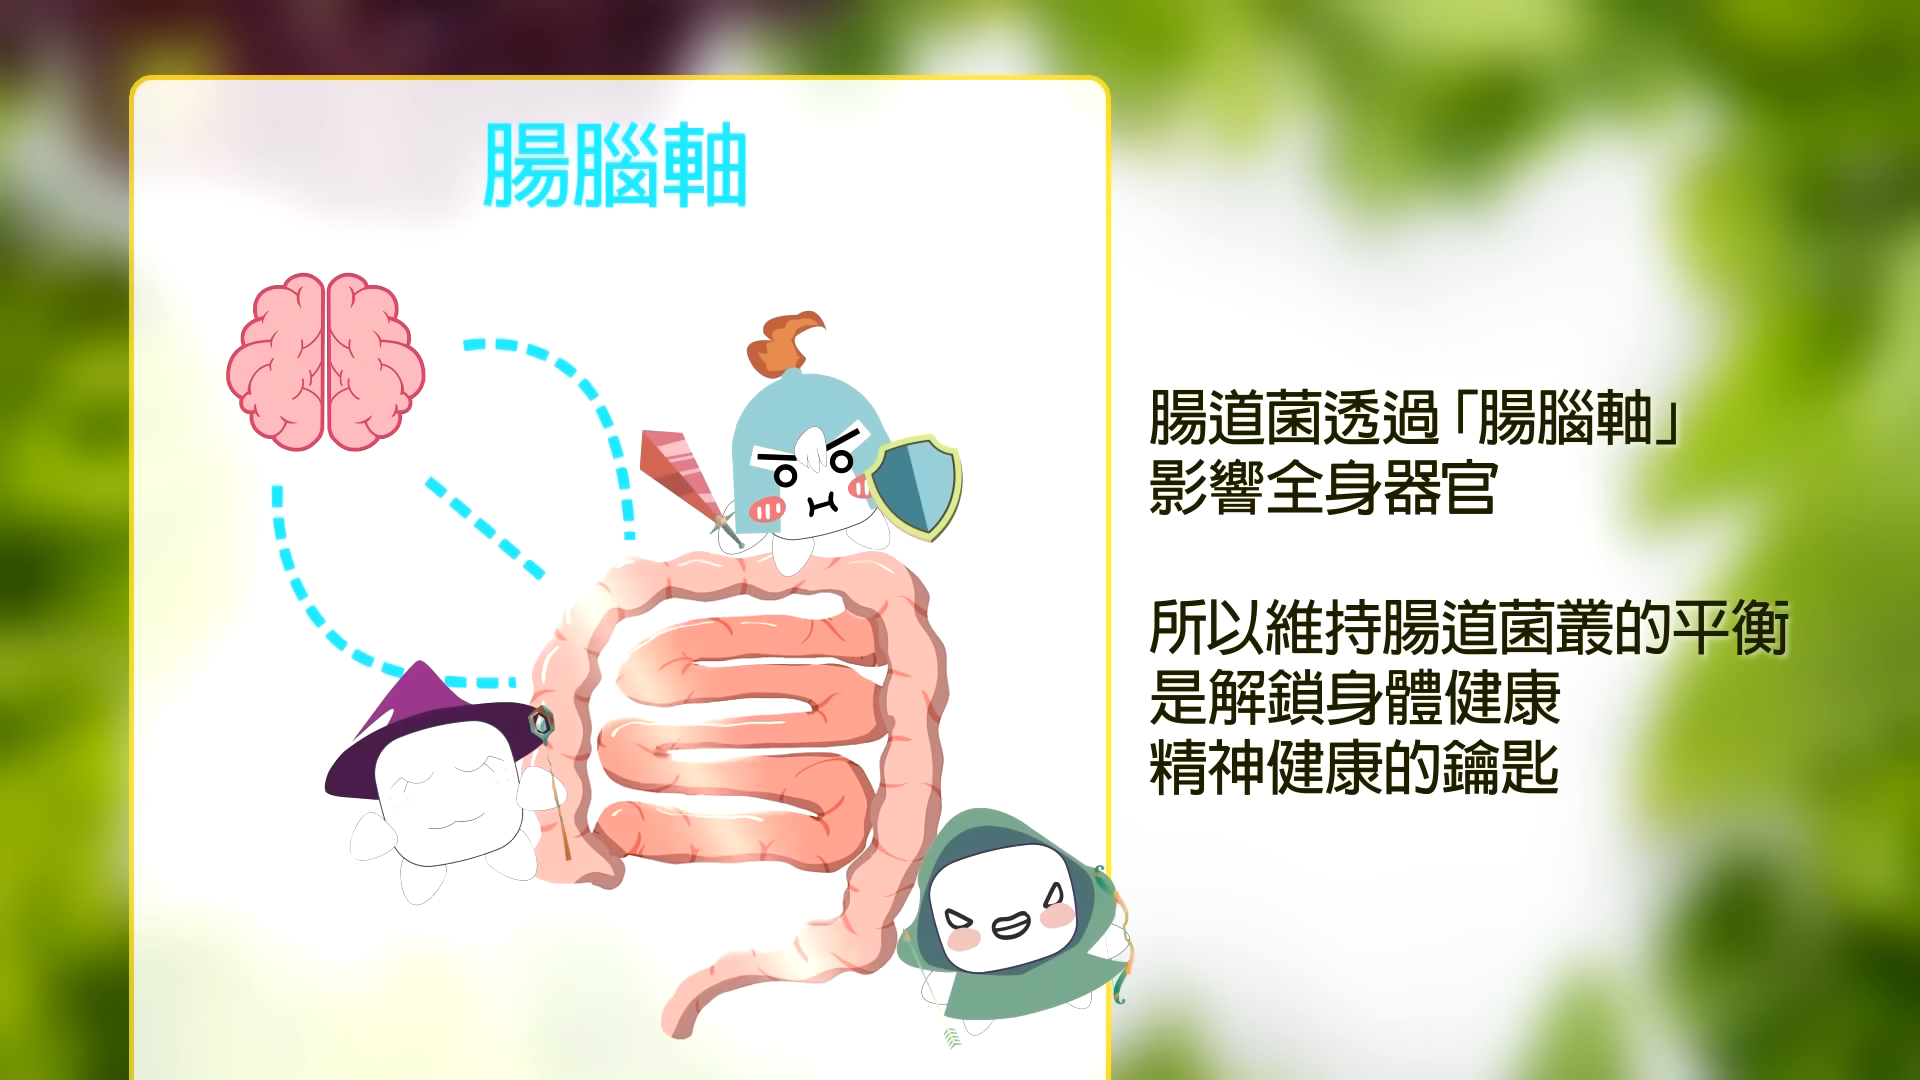 腸腦軸
腸道菌透過「腸腦軸」
影響全身器官
所以維持腸道菌叢的平衡
是解鎖身體健康
精神健康的鑰匙